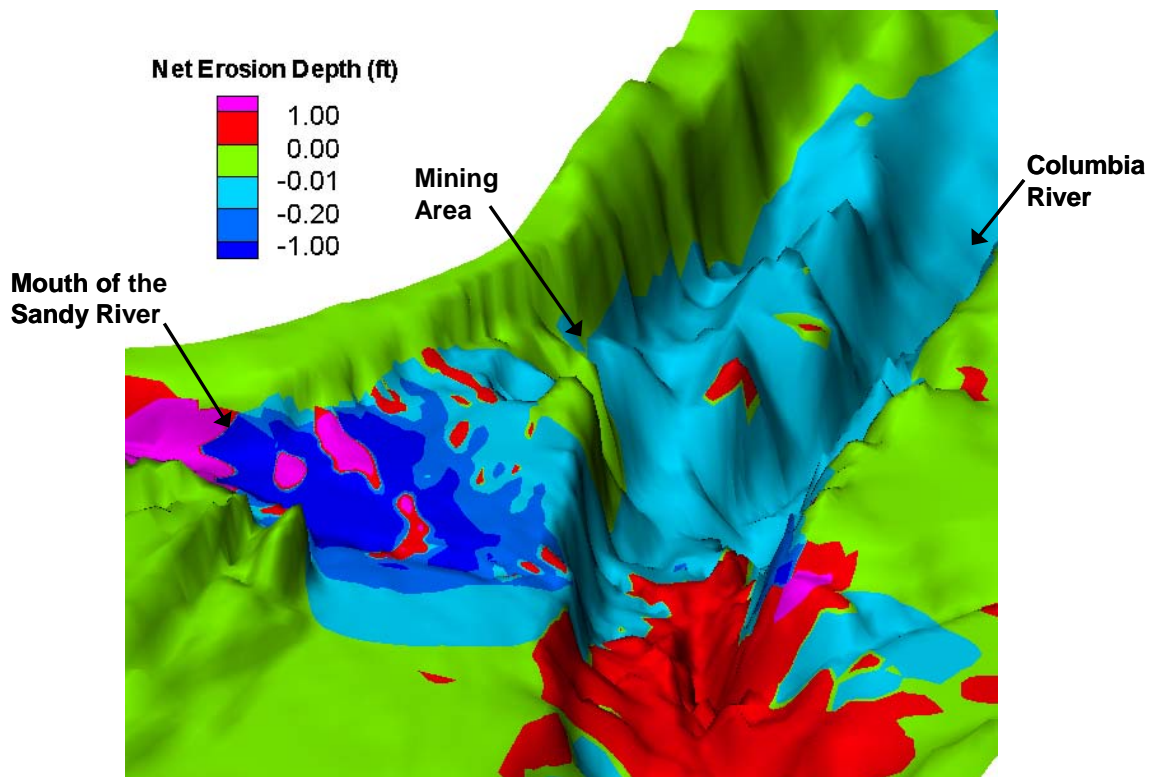 Net Erosion Depth (ft)
1.00
0.00
-0.01
-0.20
-1.00
Mining
Area
Columbia
River
Mouth of the
Sandy River